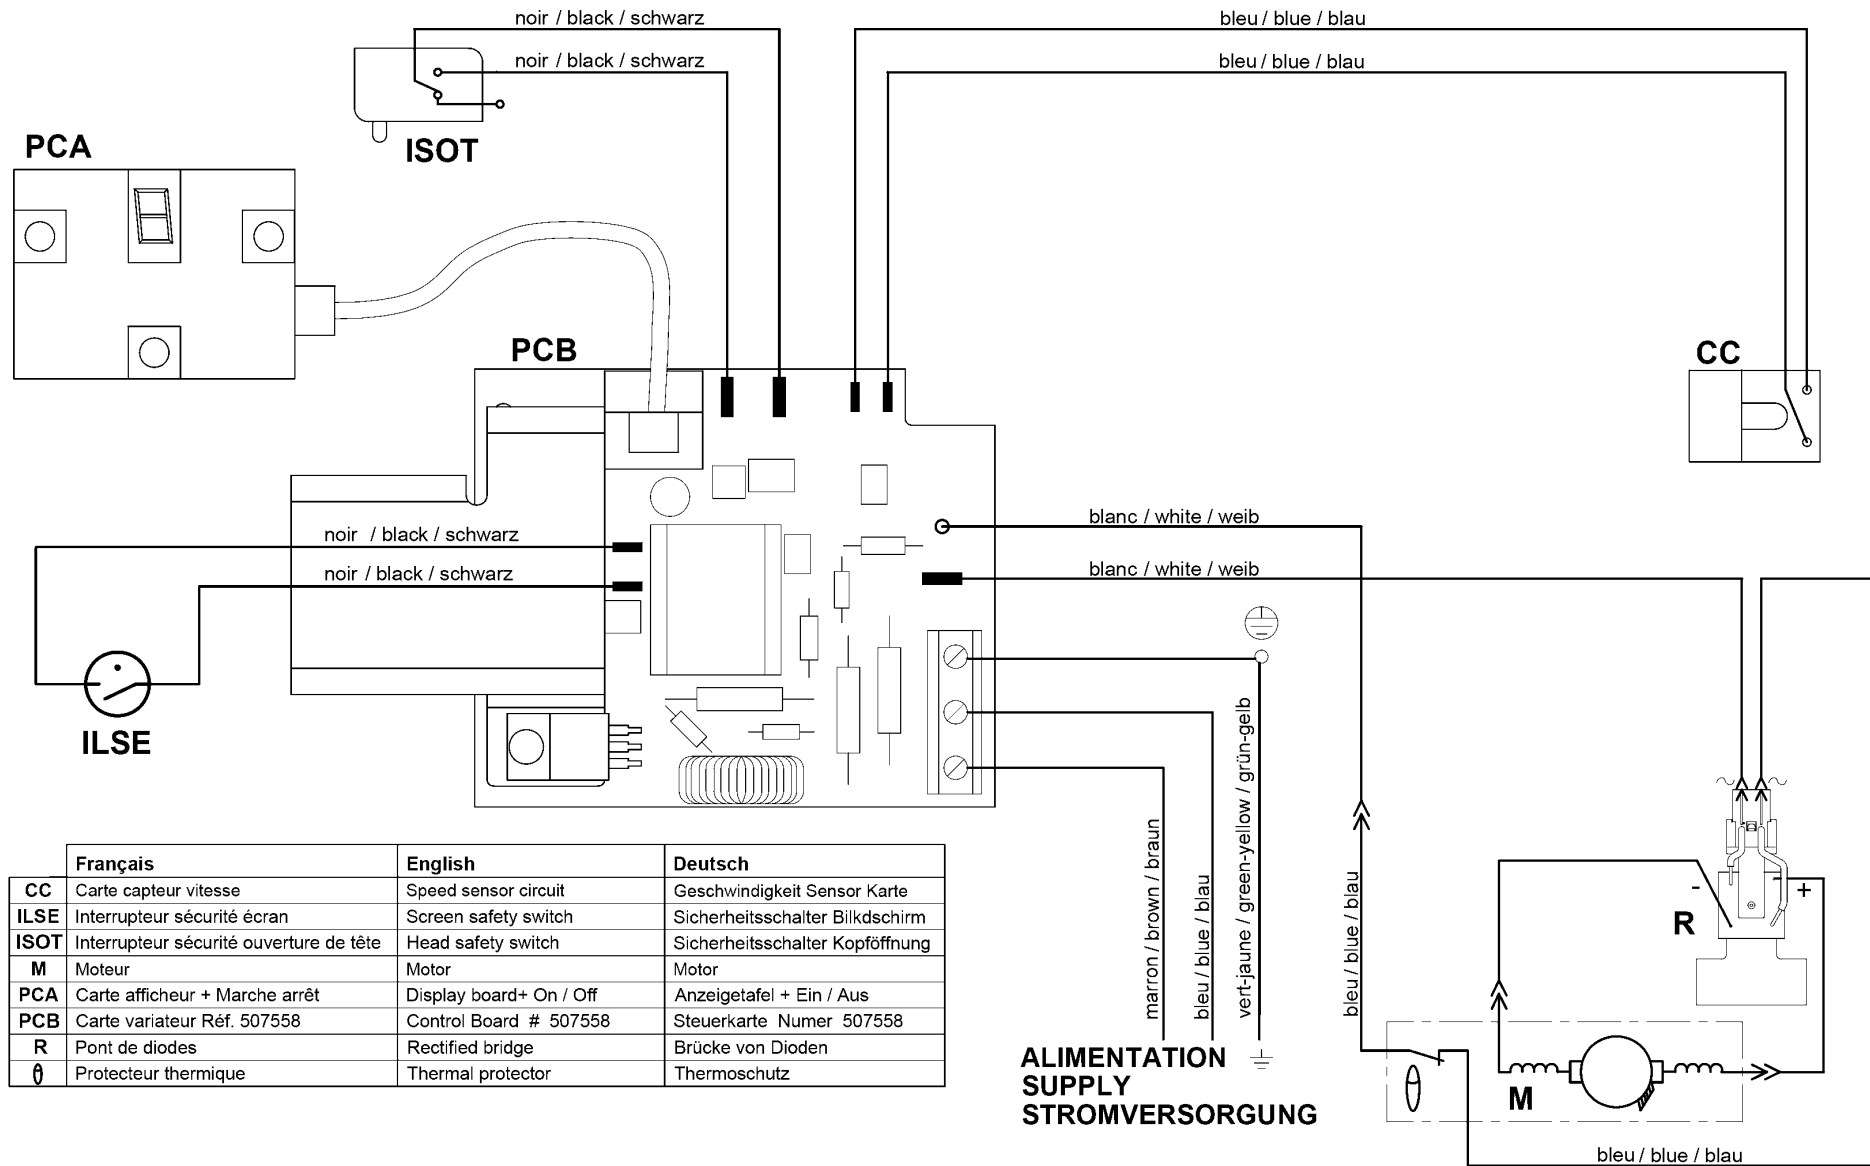 noir / black / schwarz
bleu / blue / blau
noir / black / schwarz
bleu / blue / blau
PCA
ISOT
PCB
CC
noir / black / schwarz
blanc / white / weib
noir / black / schwarz
blanc / white / weib
ILSE
marron / brown / braun
bleu / blue / blau
vert-jaune / green-yellow / grün-gelb
bleu / blue / blau
- +
R
M
ALIMENTATION
SUPPLY
STROMVERSORGUNG
bleu / blue / blau
Français English Deutsch
CC Carte capteur vitesse Speed sensor circuit Geschwindigkeit Sensor Karte
ILSE Interrupteur sécurité écran Screen safety switch Sicherheitsschalter Bilkdschirm
ISOT Interrupteur sécurité ouverture de tête Head safety switch Sicherheitsschalter Kopföffnung
M Moteur Motor Motor
PCA Carte afficheur + Marche arrêt Display board+ On / Off Anzeigetafel + Ein / Aus
PCB Carte variateur Réf. 507558 Control Board # 507558 Steuerkarte Numer 507558
R Pont de diodes Rectified bridge Brücke von Dioden
θ Protecteur thermique Thermal protector Thermoschutz